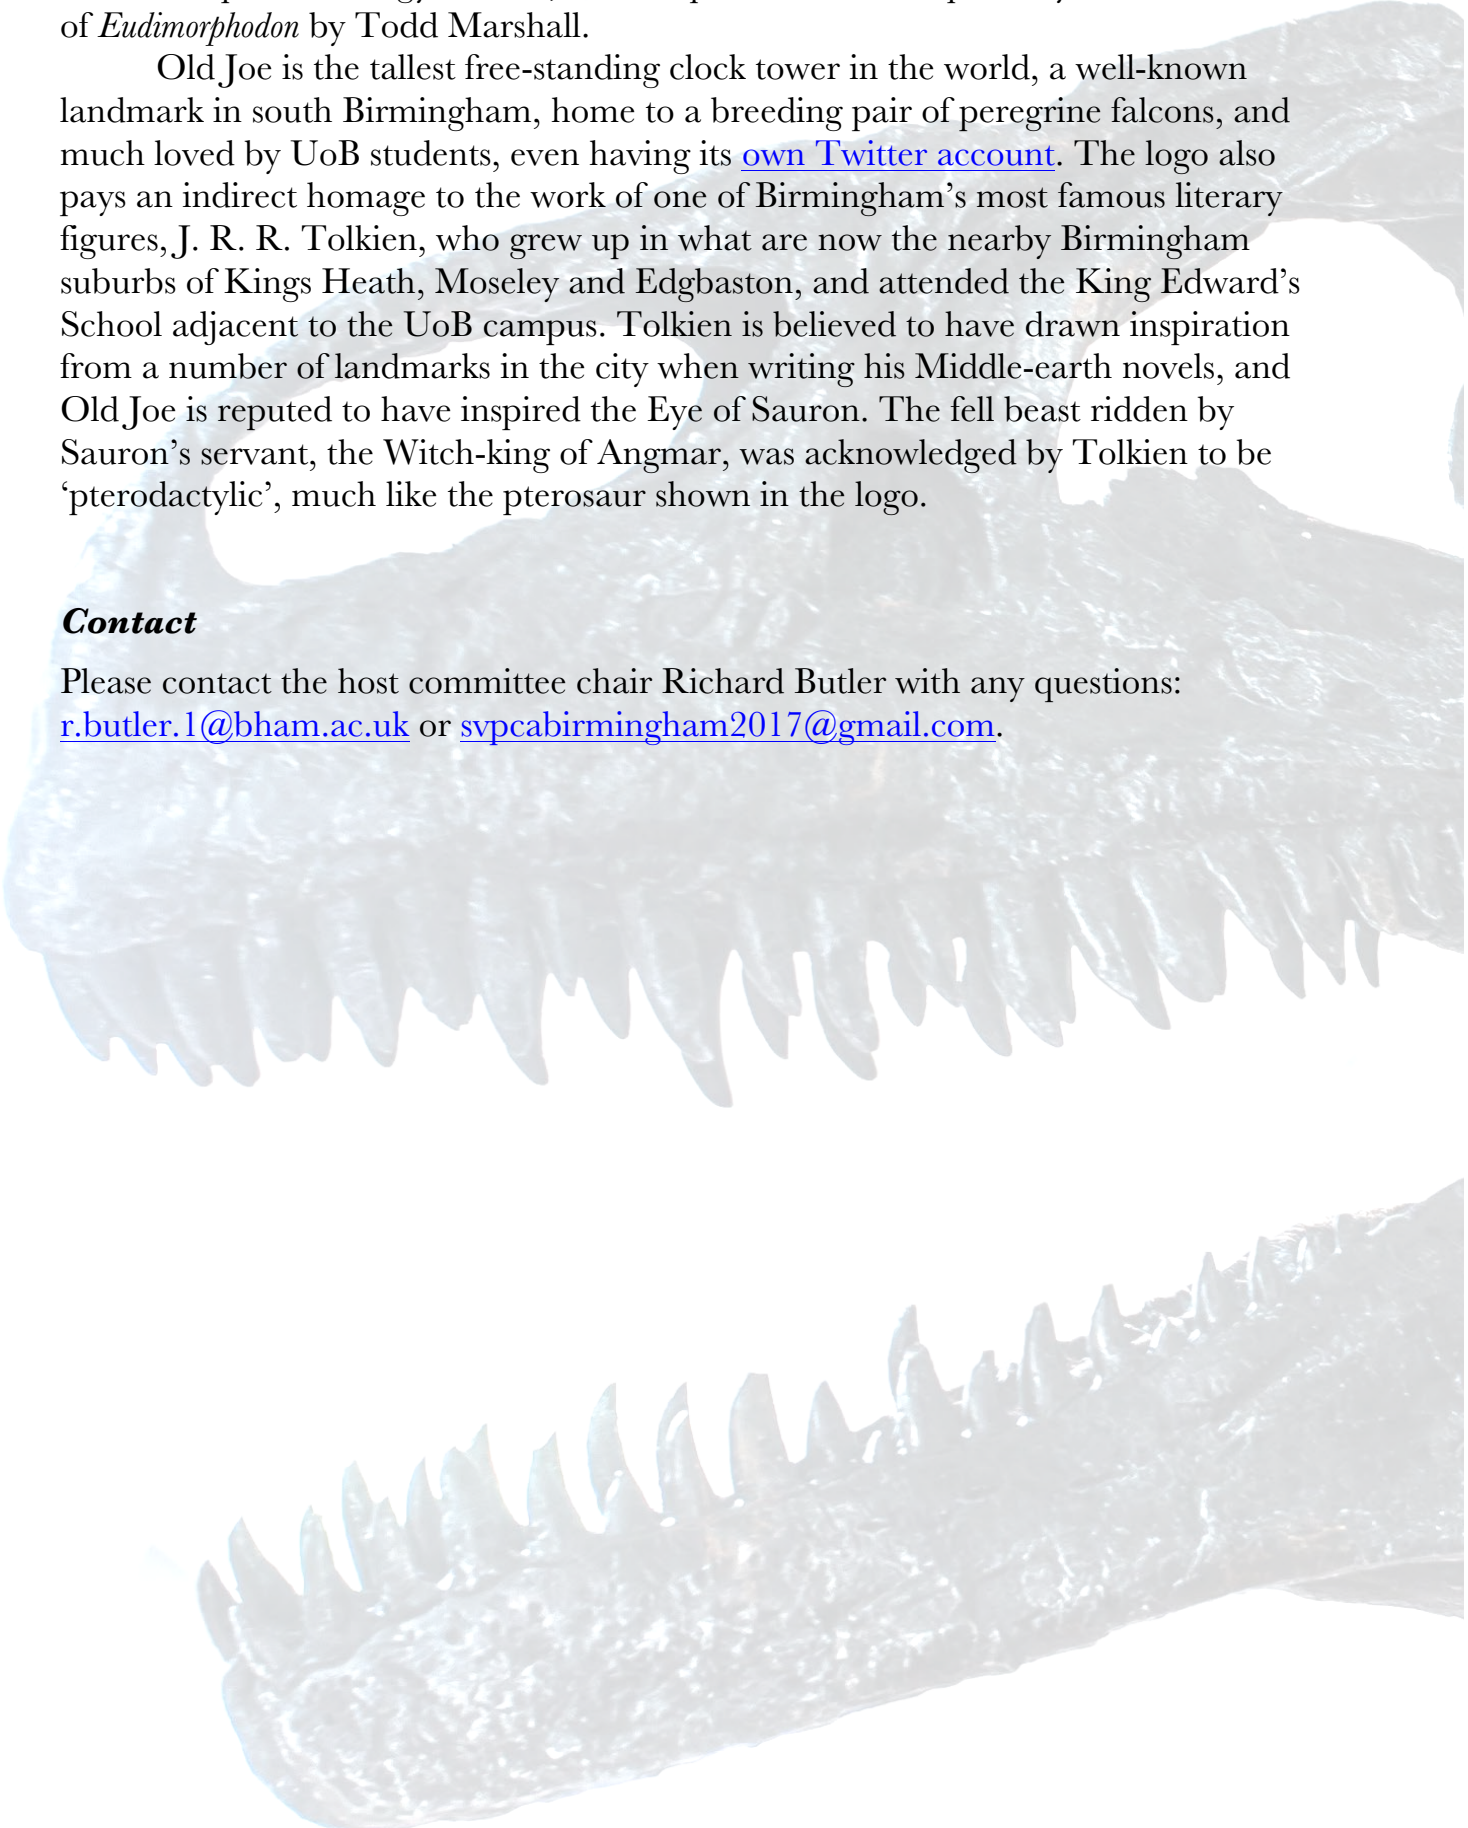 of Eudimorphodon by Todd Marshall.
Old Joe is the tallest free-standing clock tower in the world, a well-known
landmark in south Birmingham, home to a breeding pair of peregrine falcons, and
much loved by UoB students, even having its own Twitter account. The logo also
pays an indirect homage to the work of one of Birmingham’s most famous literary
figures, J. R. R. Tolkien, who grew up in what are now the nearby Birmingham
suburbs of Kings Heath, Moseley and Edgbaston, and attended the King Edward’s
School adjacent to the UoB campus. Tolkien is believed to have drawn inspiration
from a number of landmarks in the city when writing his Middle-earth novels, and
Old Joe is reputed to have inspired the Eye of Sauron. The fell beast ridden by
Sauron’s servant, the Witch-king of Angmar, was acknowledged by Tolkien to be
‘pterodactylic’, much like the pterosaur shown in the logo.
Contact
Please contact the host committee chair Richard Butler with any questions:
r.butler.1@bham.ac.uk or svpcabirmingham2017@gmail.com.